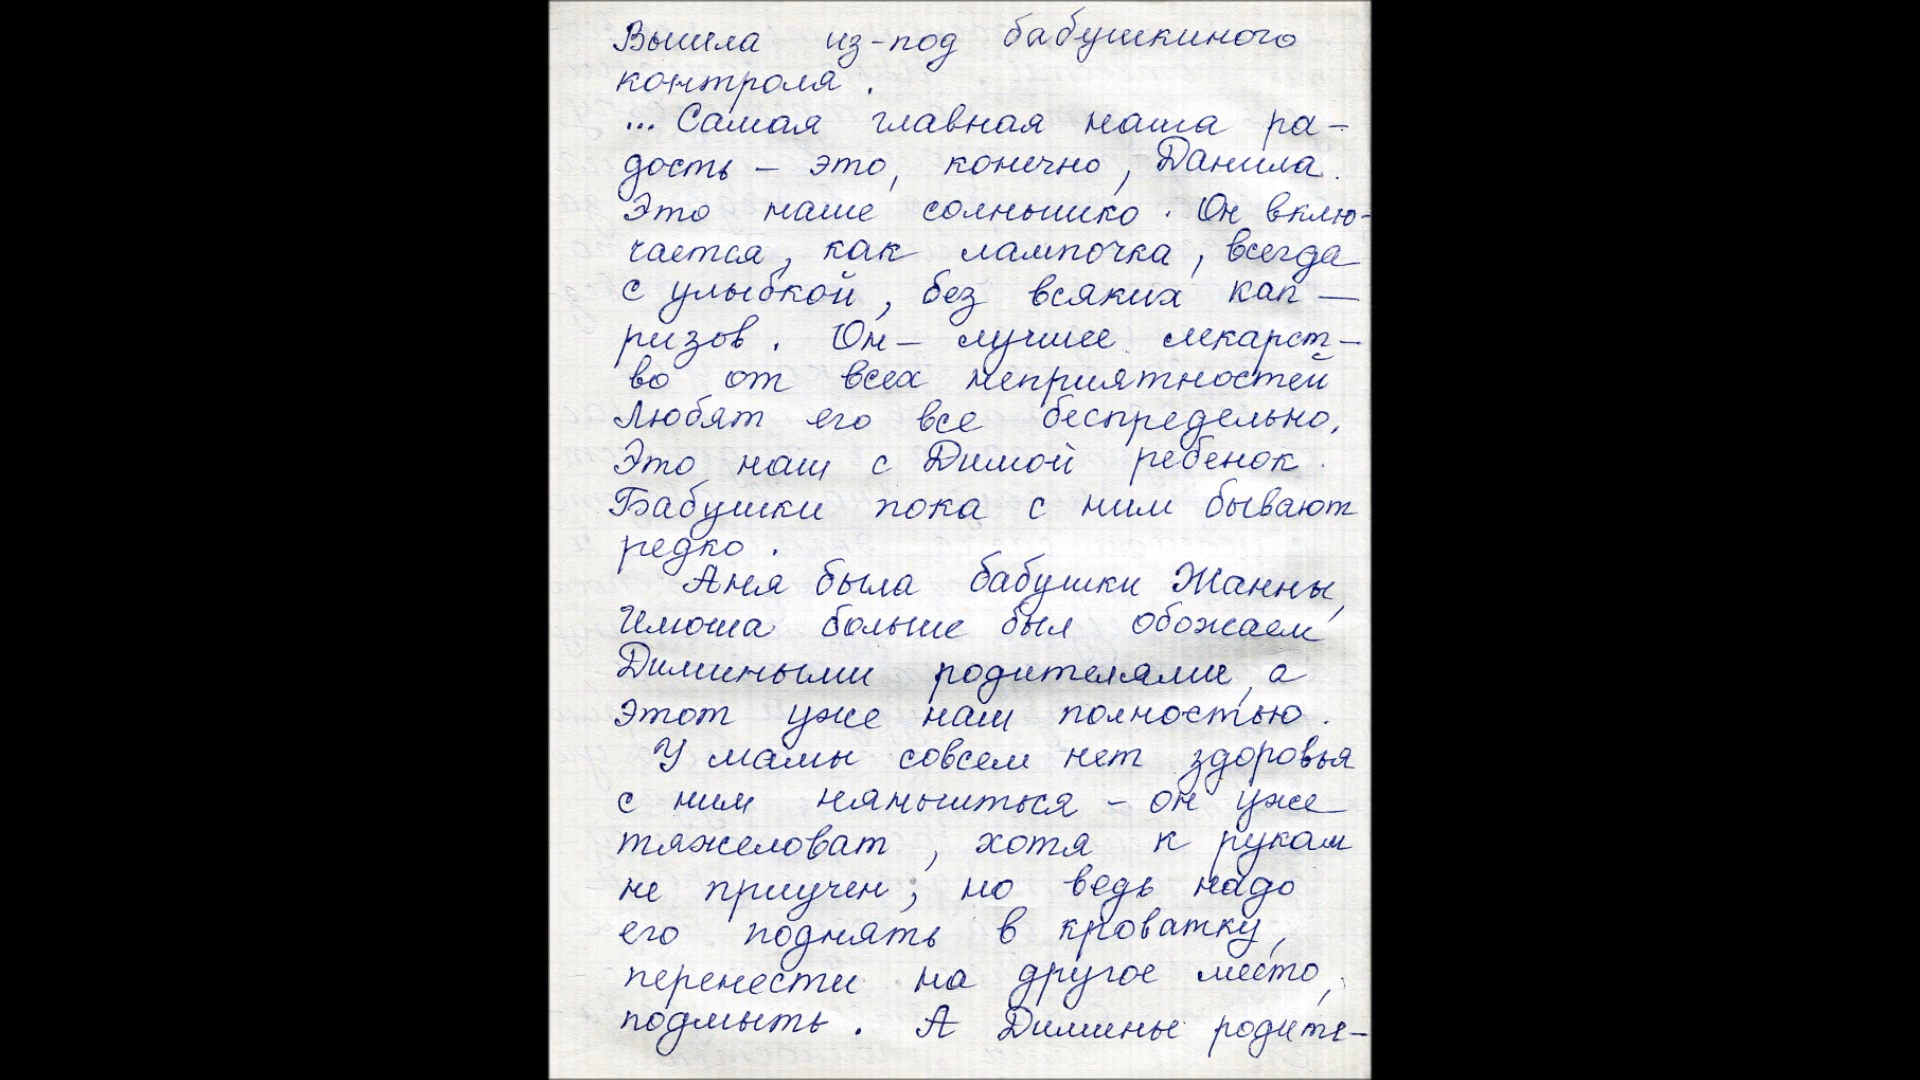 Вышла из-под бабушкиного
контроля.
... Самая главная наша ра-
дость – это, конечно, Данила.
Это наше солнышко. Он вклю-
чается, как лампочка, всегда
с улыбкой, без всяких кап-
ризов. Он – лучшее лекарст-
во от всех неприятностей
Любят его все беспредельно.
Это наш с Димой ребенок.
Бабушки пока с ним бывают
редко.
Аня была бабушки Жанны,
Илюша больше был обожаем
Димиными родителями, а
этот уже наш полностью.
У мамы совсем нет здоровья
с ним нянышться – он уже
тяжеловат, хотя к рукам
не приучен; но ведь надо
его поднять в кроватку,
перенести на другое место,
подмыть. А Димины родите-